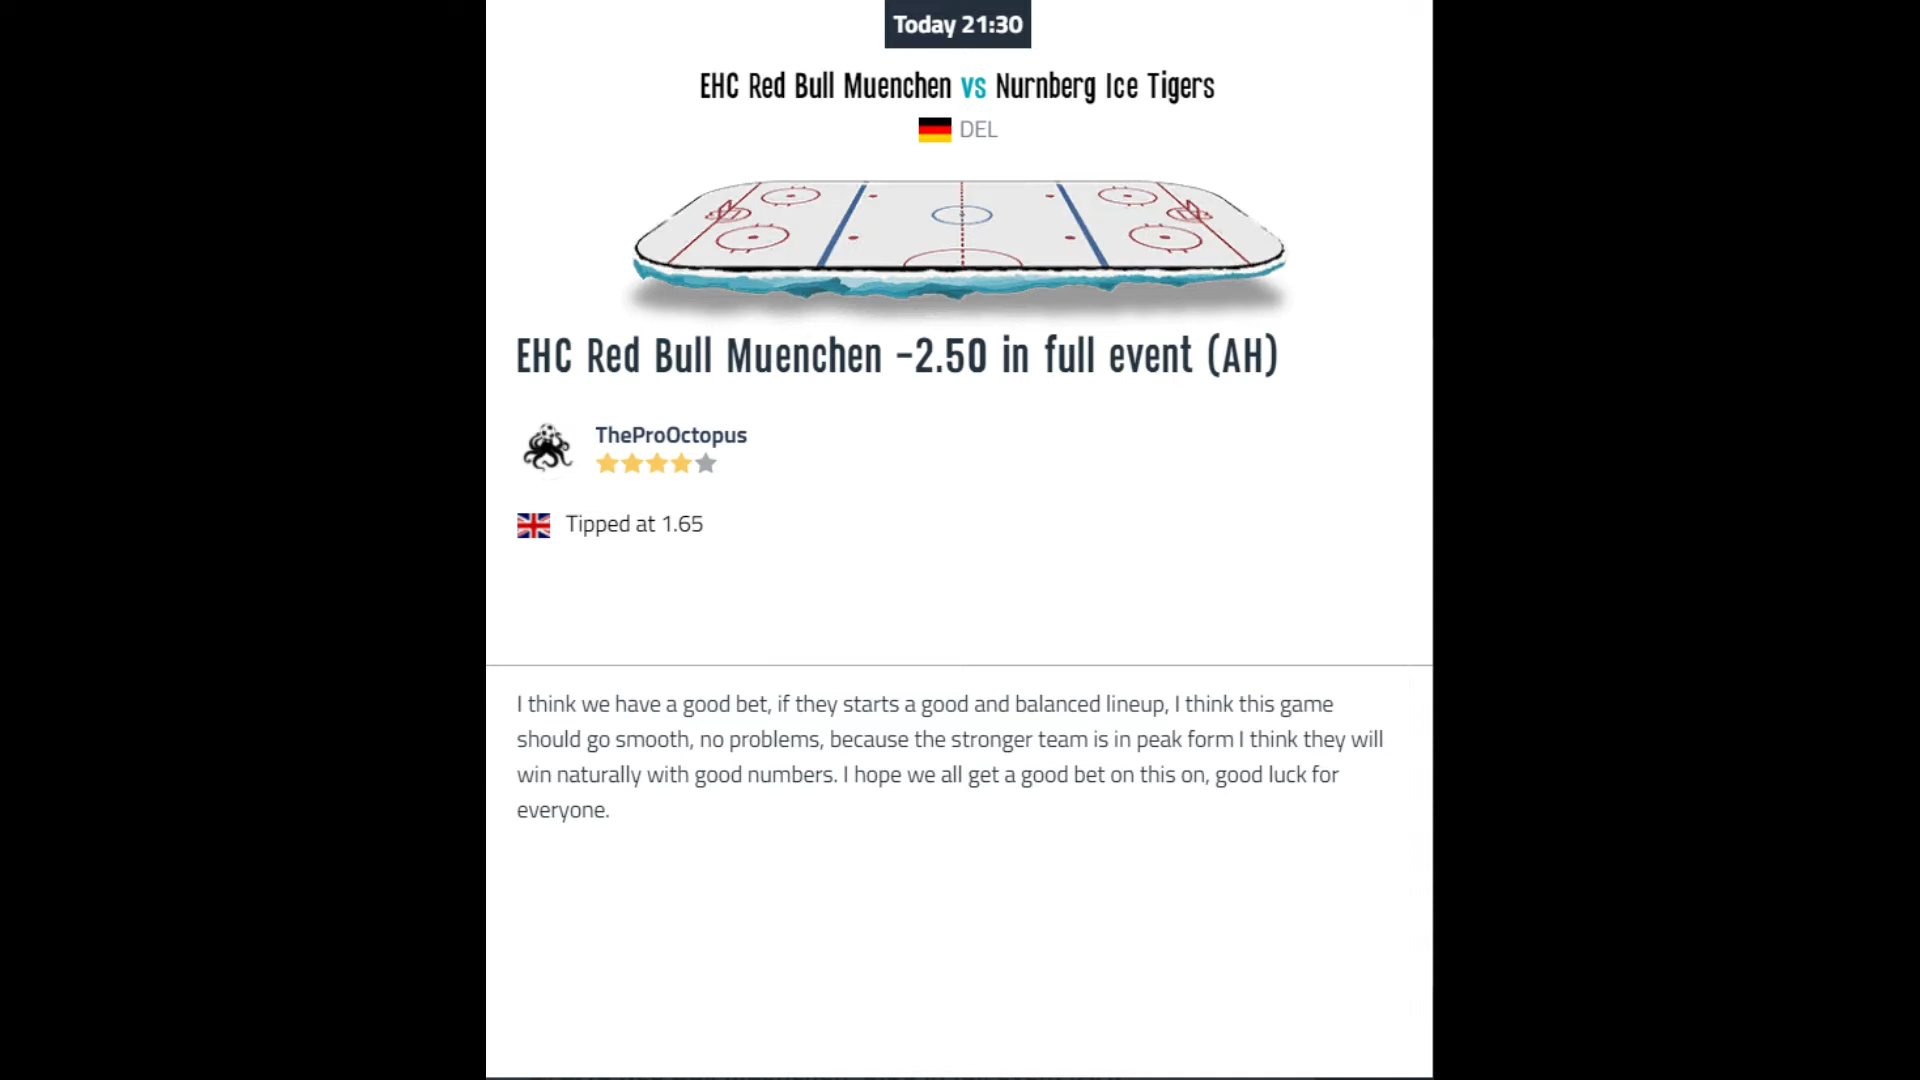 Today 21:30
EHC Red Bull Muenchen vs Nurnberg Ice Tigers
DEL
EHC Red Bull Muenchen -2.50 in full event (AH)
TheProOctopus
Tipped at 1.65
I think we have a good bet, if they starts a good and balanced lineup, I think this game
should go smooth, no problems, because the stronger team is in peak form I think they will
win naturally with good numbers. I hope we all get a good bet on this on, good luck for
everyone.